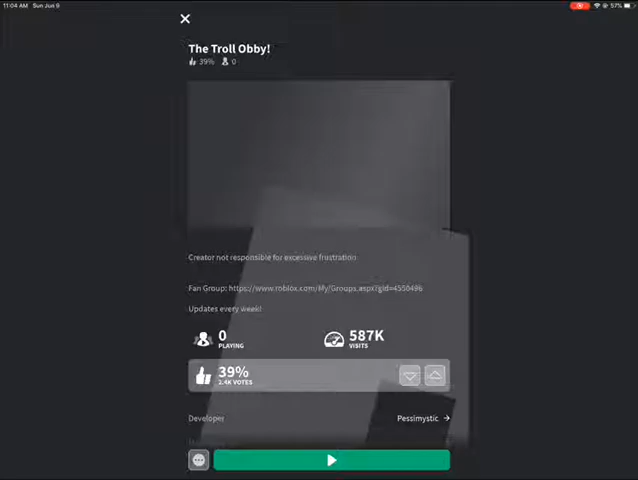 11:04 AM Sun Jun 9
57%
The Troll Obby!
39% 0
Creator not responsible for excessive frustration
Fan Group: https://www.roblox.com/My/Groups.aspx?gid=4550496
Updates every week!
0
PLAYING
587K
VISITS
39%
2.4K VOTES
Developer
Pessimystic